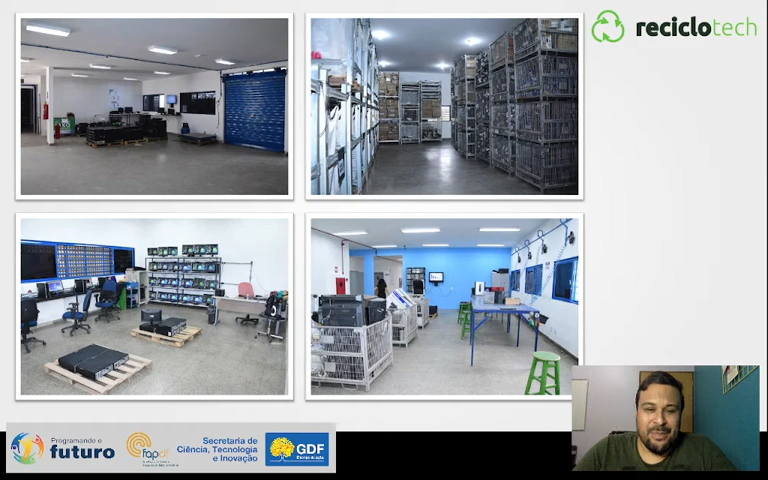 reciclotech
Programando o
futuro
fapdf
Secretaria de
Ciência, Tecnologia
e Inovação
GDF